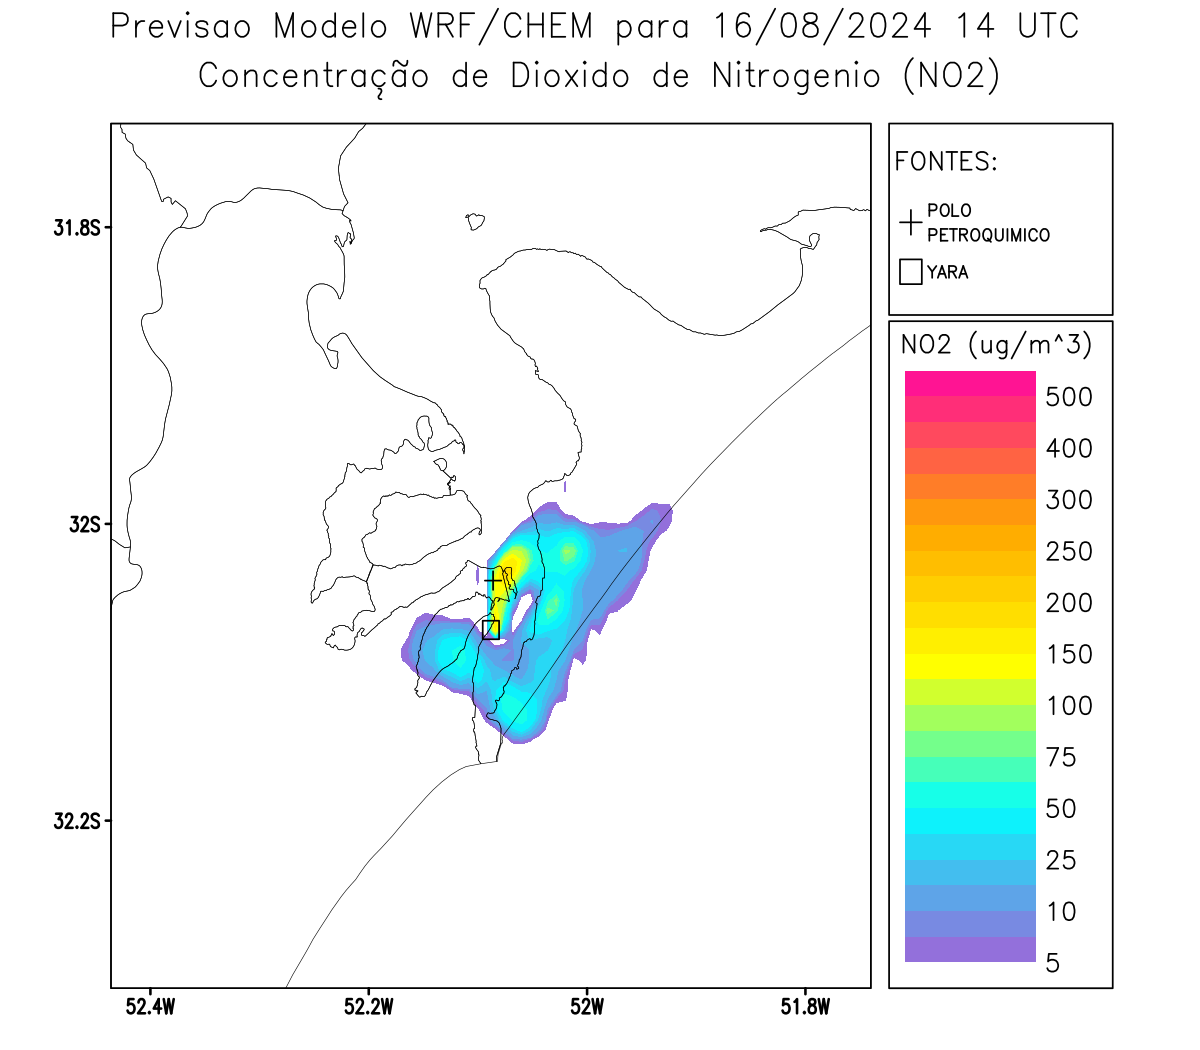 Previsao Modelo WRF/CHEM para 16/08/2024 14 UTC
Concentração de Dioxido de Nitrogenio (NO2)
FONTES:
POLO
PETROQUIMICO
YARA
NO2 (ug/m^3)
500
400
300
250
200
150
100
75
50
25
10
5
31.8S
32S
32.2S
52.4W
52.2W
52W
51.8W